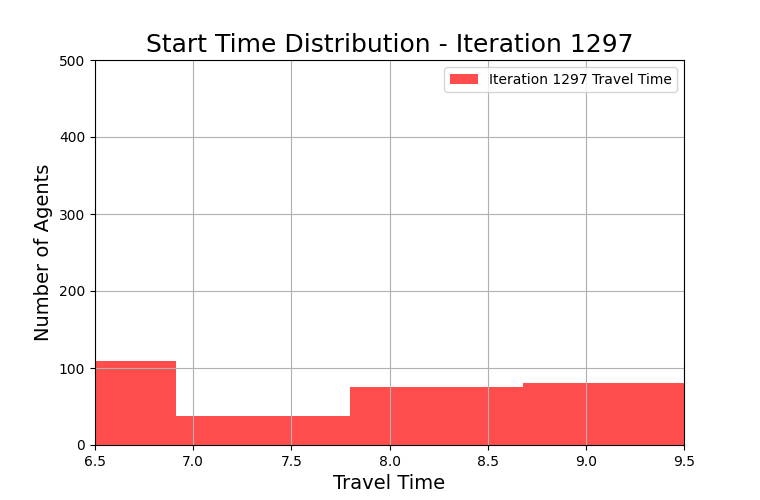 Start Time Distribution - Iteration 1297
Iteration 1297 Travel Time
Number of Agents
500
400
300
200
100
0
6.5 7.0 7.5 8.0 8.5 9.0 9.5
Travel Time